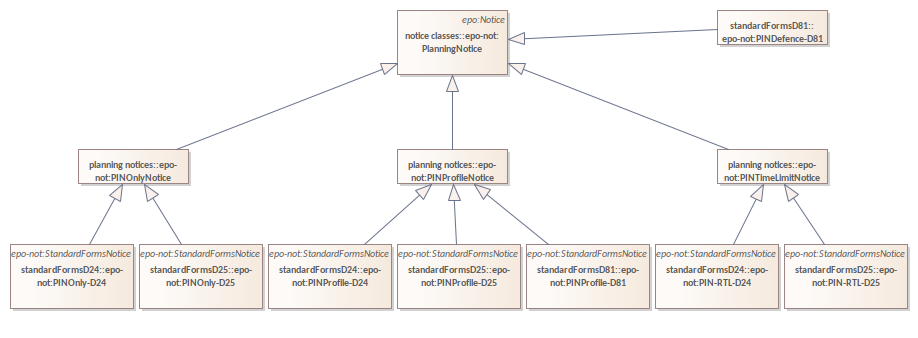 epo:Notice
notice classes::epo-not:
PlanningNotice
standardFormsD81::
epo-not:PINDefence-D81
planning notices::epo-
not:PINOnlyNotice
planning notices::epo-
not:PINProfileNotice
planning notices::epo-
not:PINTimeLimitNotice
epo-not:StandardFormsNotice
standardFormsD24::epo-
not:PINOnly-D24
epo-not:StandardFormsNotice
standardFormsD25::epo-
not:PINOnly-D25
epo-not:StandardFormsNotice
standardFormsD24::epo-
not:PINProfile-D24
epo-not:StandardFormsNotice
standardFormsD25::epo-
not:PINProfile-D25
epo-not:StandardFormsNotice
standardFormsD81::epo-
not:PINProfile-D81
epo-not:StandardFormsNotice
standardFormsD24::epo-
not:PIN-RTL-D24
epo-not:StandardFormsNotice
standardFormsD25::epo-
not:PIN-RTL-D25